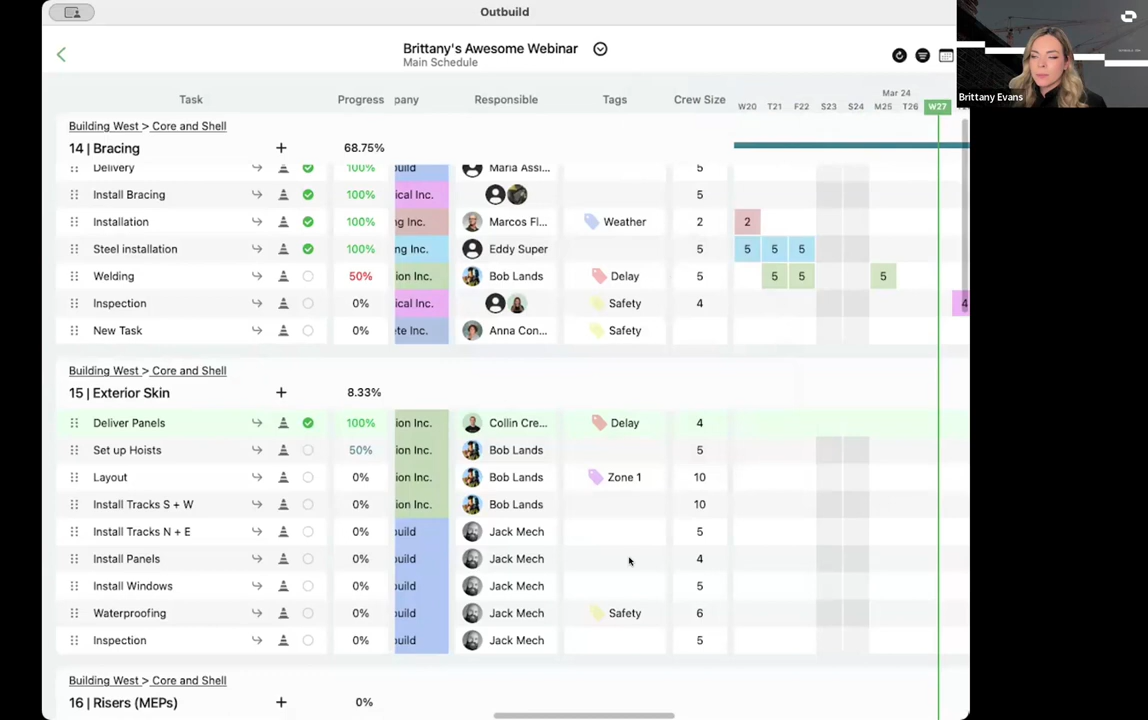 Outbuild
Brittany's Awesome Webinar
Main Schedule
Task Progress pany Responsible Tags Crew Size Mar 24
W20 T21 F22 S23 S24 M25 T26 W27
Brittany Evans
Building West > Core and Shell
14 | Bracing + 68.75%
Delivery 100% build Maria Assi... 5
Install Bracing 100% ical Inc. 5
Installation 100% ng Inc. Marcos Fl... Weather 2 2
Steel installation 100% ng Inc. Eddy Super 5 5 5 5
Welding 50% ion Inc. Bob Lands Delay 5 5 5 5
Inspection 0% ical Inc. Safety 4 4
New Task 0% ete Inc. Anna Con... Safety
Building West > Core and Shell
15 | Exterior Skin + 8.33%
Deliver Panels 100% ion Inc. Collin Cre... Delay 4
Set up Hoists 50% ion Inc. Bob Lands 5
Layout 0% ion Inc. Bob Lands Zone 1 10
Install Tracks S + W 0% ion Inc. Bob Lands 10
Install Tracks N + E 0% build Jack Mech 5
Install Panels 0% build Jack Mech 4
Install Windows 0% build Jack Mech 5
Waterproofing 0% build Jack Mech Safety 6
Inspection 0% build Jack Mech 5
Building West > Core and Shell
16 | Risers (MEPs) + 0%